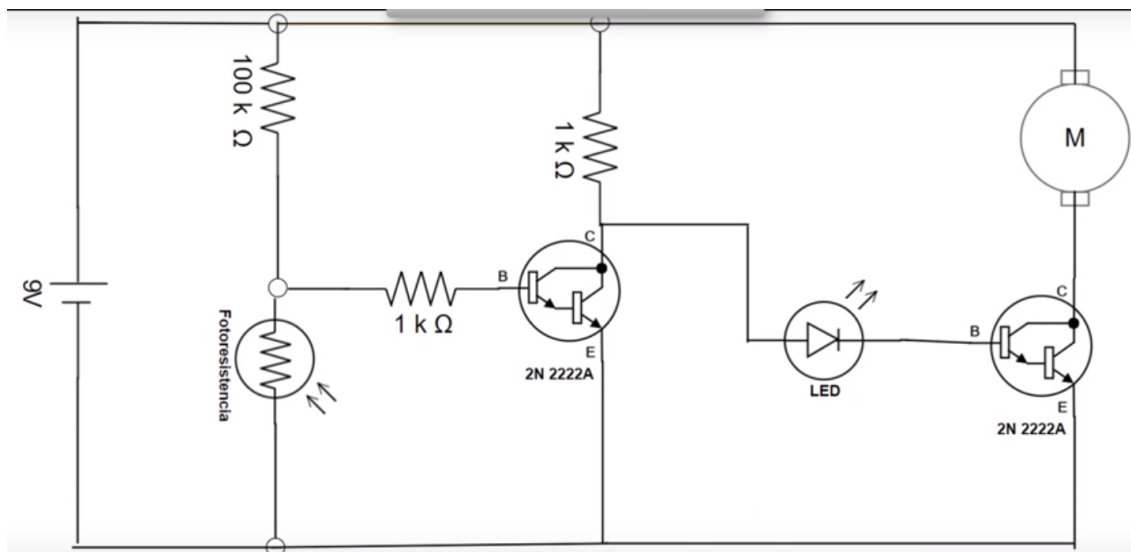 100 k Ω
1 k Ω
M
9V
C
B
1 k Ω
E
2N 2222A
Fotoresistencia
LED
C
B
E
2N 2222A